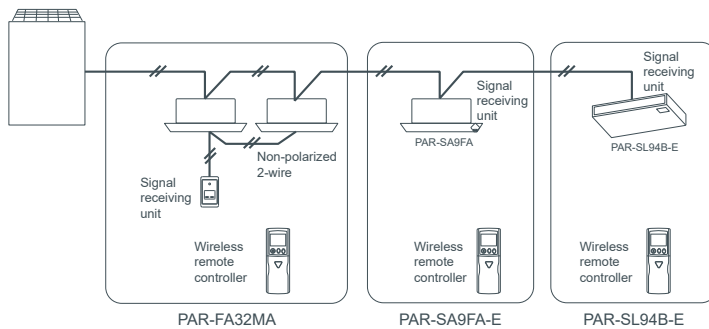 Signal
receiving
unit
Signal
receiving
unit
PAR-SA9FA
PAR-SL94B-E
Non-polarized
2-wire
Signal
receiving
unit
Wireless
remote
controller
Wireless
remote
controller
Wireless
remote
controller
PAR-FA32MA
PAR-SA9FA-E
PAR-SL94B-E